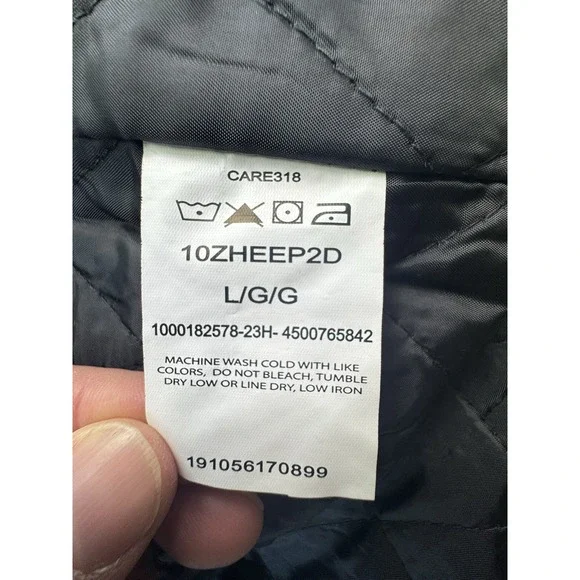 CARE318
10ZHEEP2D
L/G/G
1000182578-23H- 4500765842
MACHINE WASH COLD WITH LIKE
COLORS, DO NOT BLEACH, TUMBLE
DRY LOW OR LINE DRY, LOW IRON
191056170899